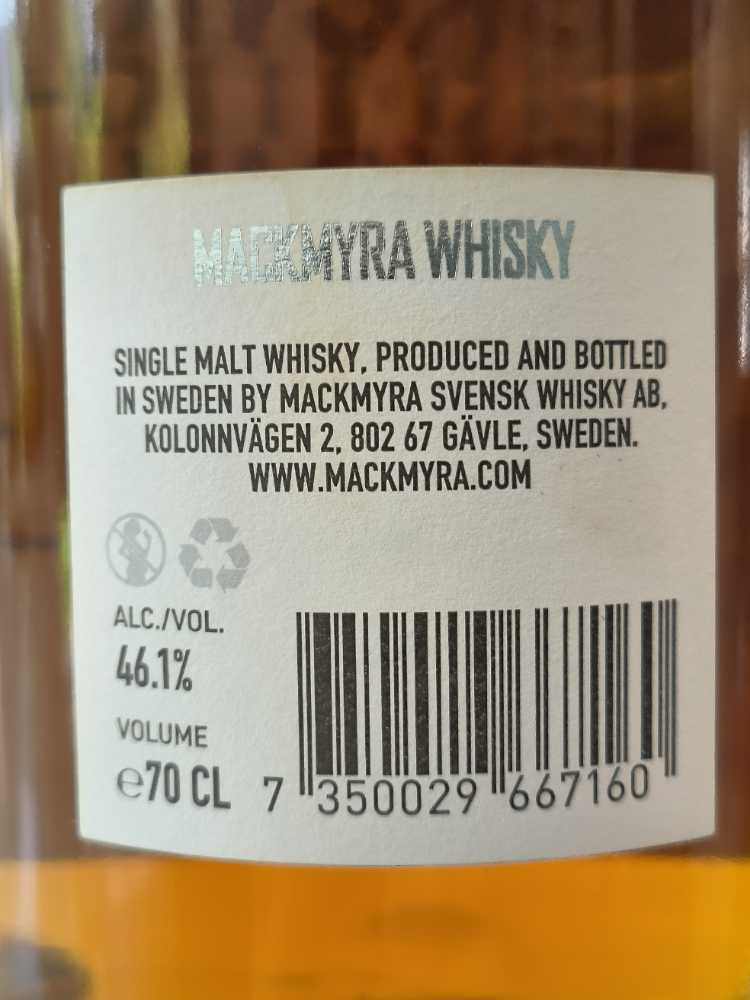 MACKMYRA WHISKY
SINGLE MALT WHISKY, PRODUCED AND BOTTLED
IN SWEDEN BY MACKMYRA SVENSK WHISKY AB,
KOLONNVÄGEN 2, 802 67 GÄVLE, SWEDEN.
WWW.MACKMYRA.COM
ALC./VOL.
46.1%
VOLUME
℮70 CL
7 350029 667160